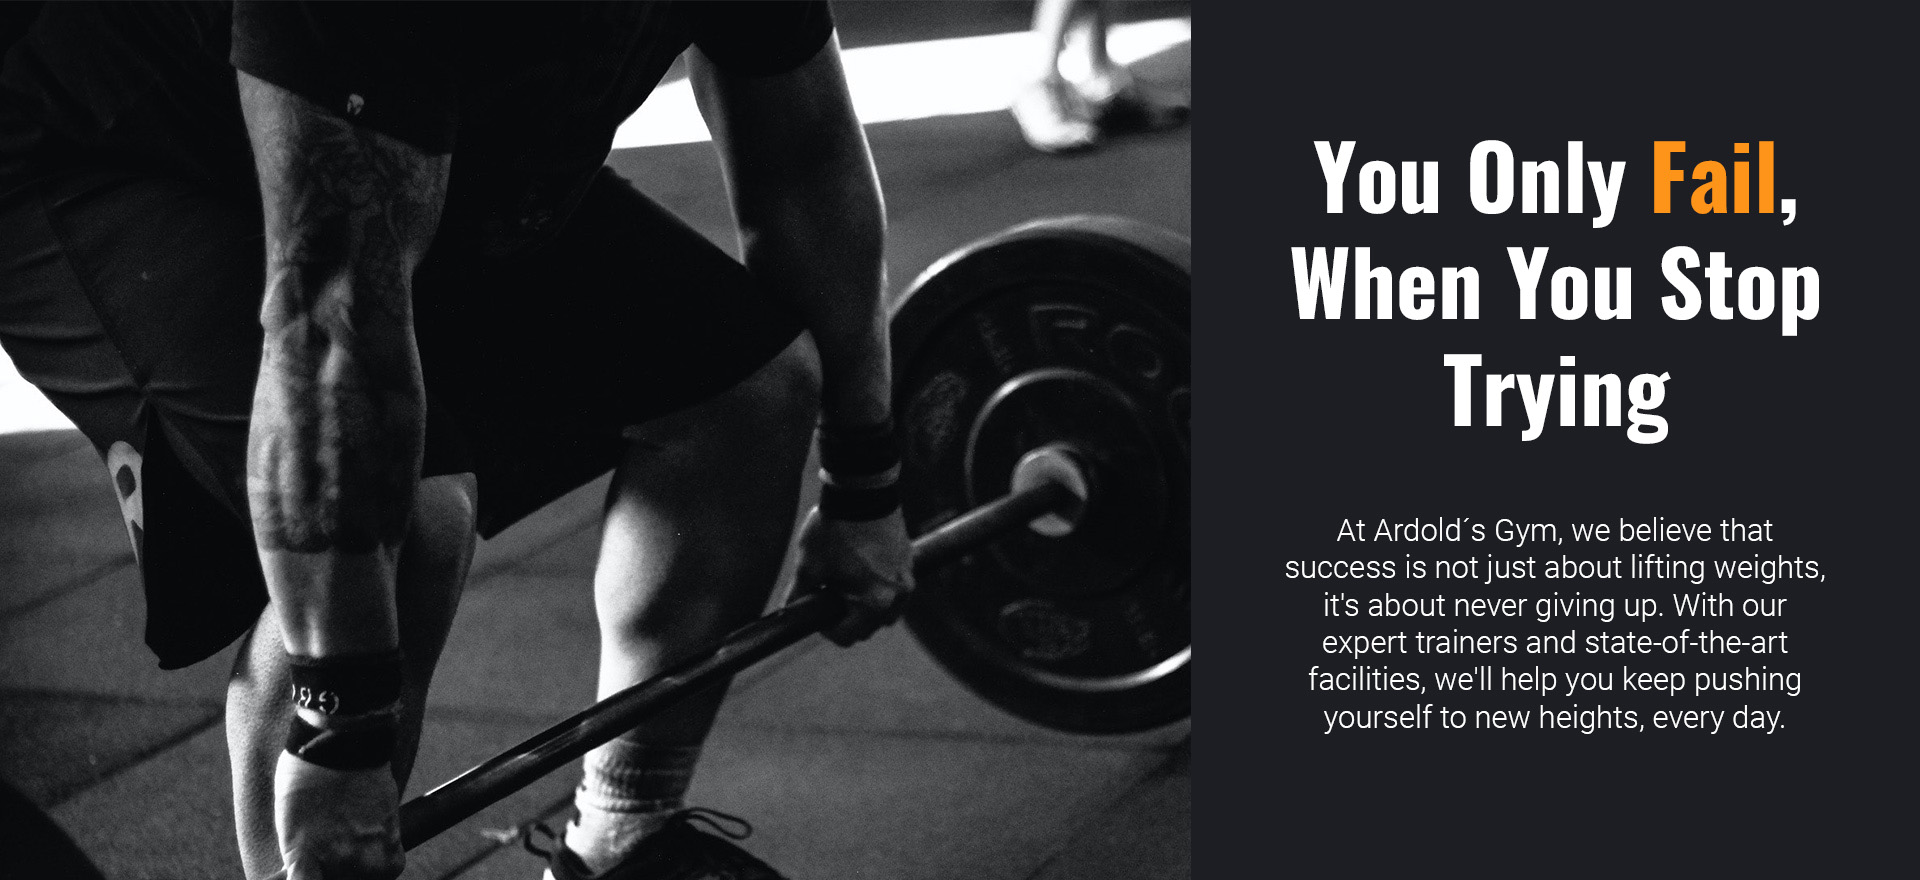 You Only Fail,
When You Stop
Trying
At Ardold´s Gym, we believe that
success is not just about lifting weights,
it's about never giving up. With our
expert trainers and state-of-the-art
facilities, we'll help you keep pushing
yourself to new heights, every day.